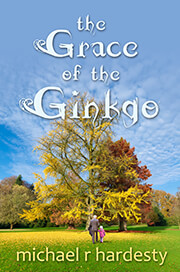 the
Grace
of the
Ginkgo
michael r hardesty